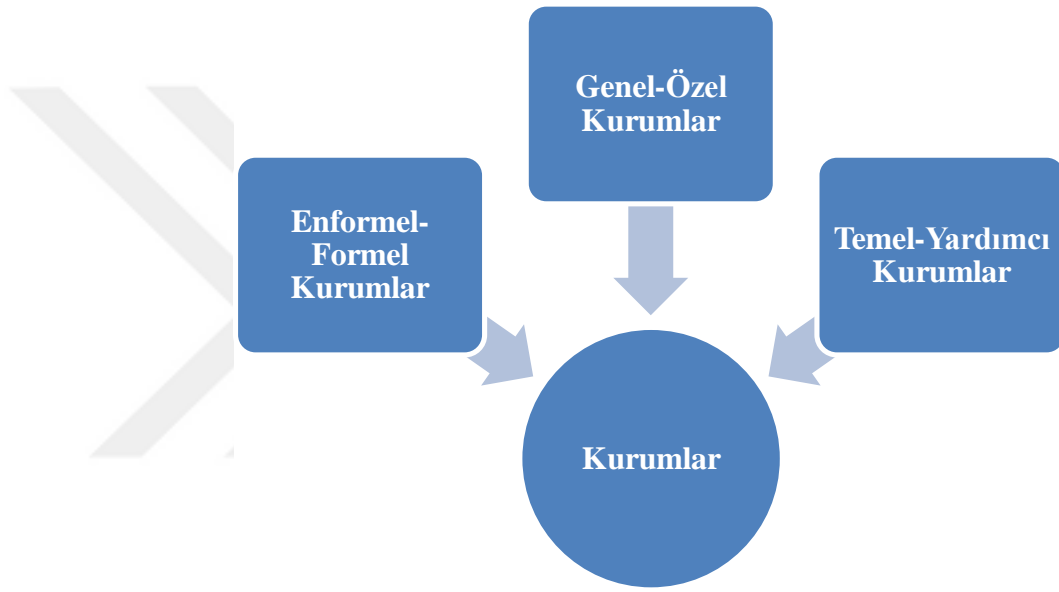 Genel-Özel
Kurumlar
Enformel-
Formel
Kurumlar
Temel-Yardımcı
Kurumlar
Kurumlar